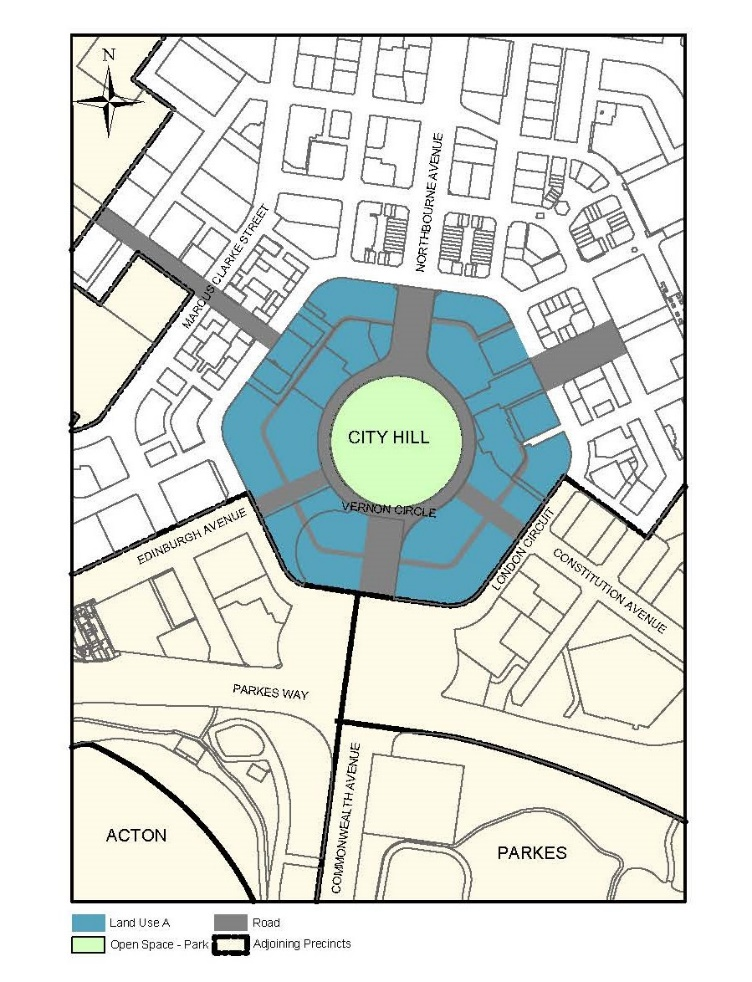 N
NORTHBOURNE AVENUE
MARCUS CLARKE STREET
CITY HILL
VERNON CIRCLE
EDINBURGH AVENUE
LONDON CIRCUIT
CONSTITUTION AVENUE
PARKES WAY
COMMONWEALTH AVENUE
ACTON
PARKES
Land Use A
Road
Open Space - Park
Adjoining Precincts